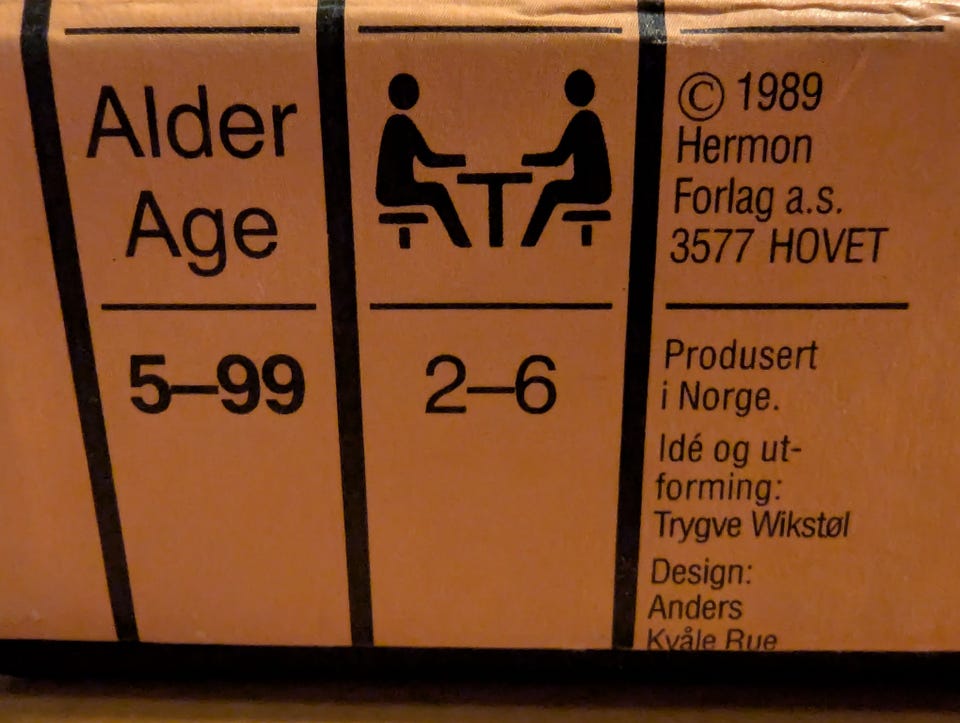 Alder
Age
5–99
2–6
© 1989
Hermon
Forlag a.s.
3577 HOVET
Produsert
i Norge.
Idé og ut-
forming:
Trygve Wikstøl
Design:
Anders
Kvåle Rue